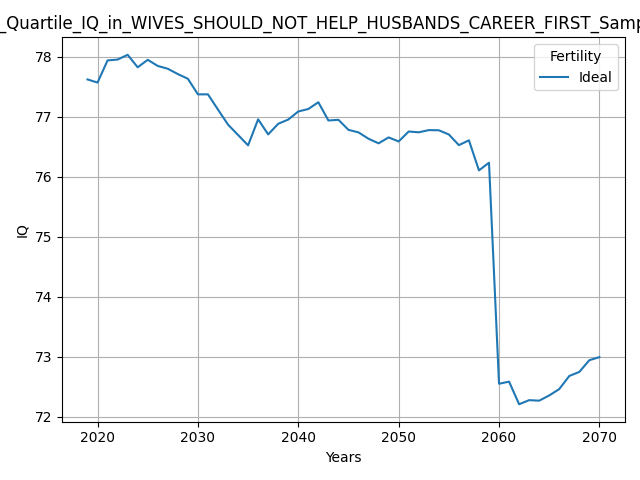 _Quartile_IQ_in_WIVES_SHOULD_NOT_HELP_HUSBANDS_CAREER_FIRST_Samp
Fertility
Ideal
78
77
76
75
74
73
72
IQ
2020 2030 2040 2050 2060 2070
Years